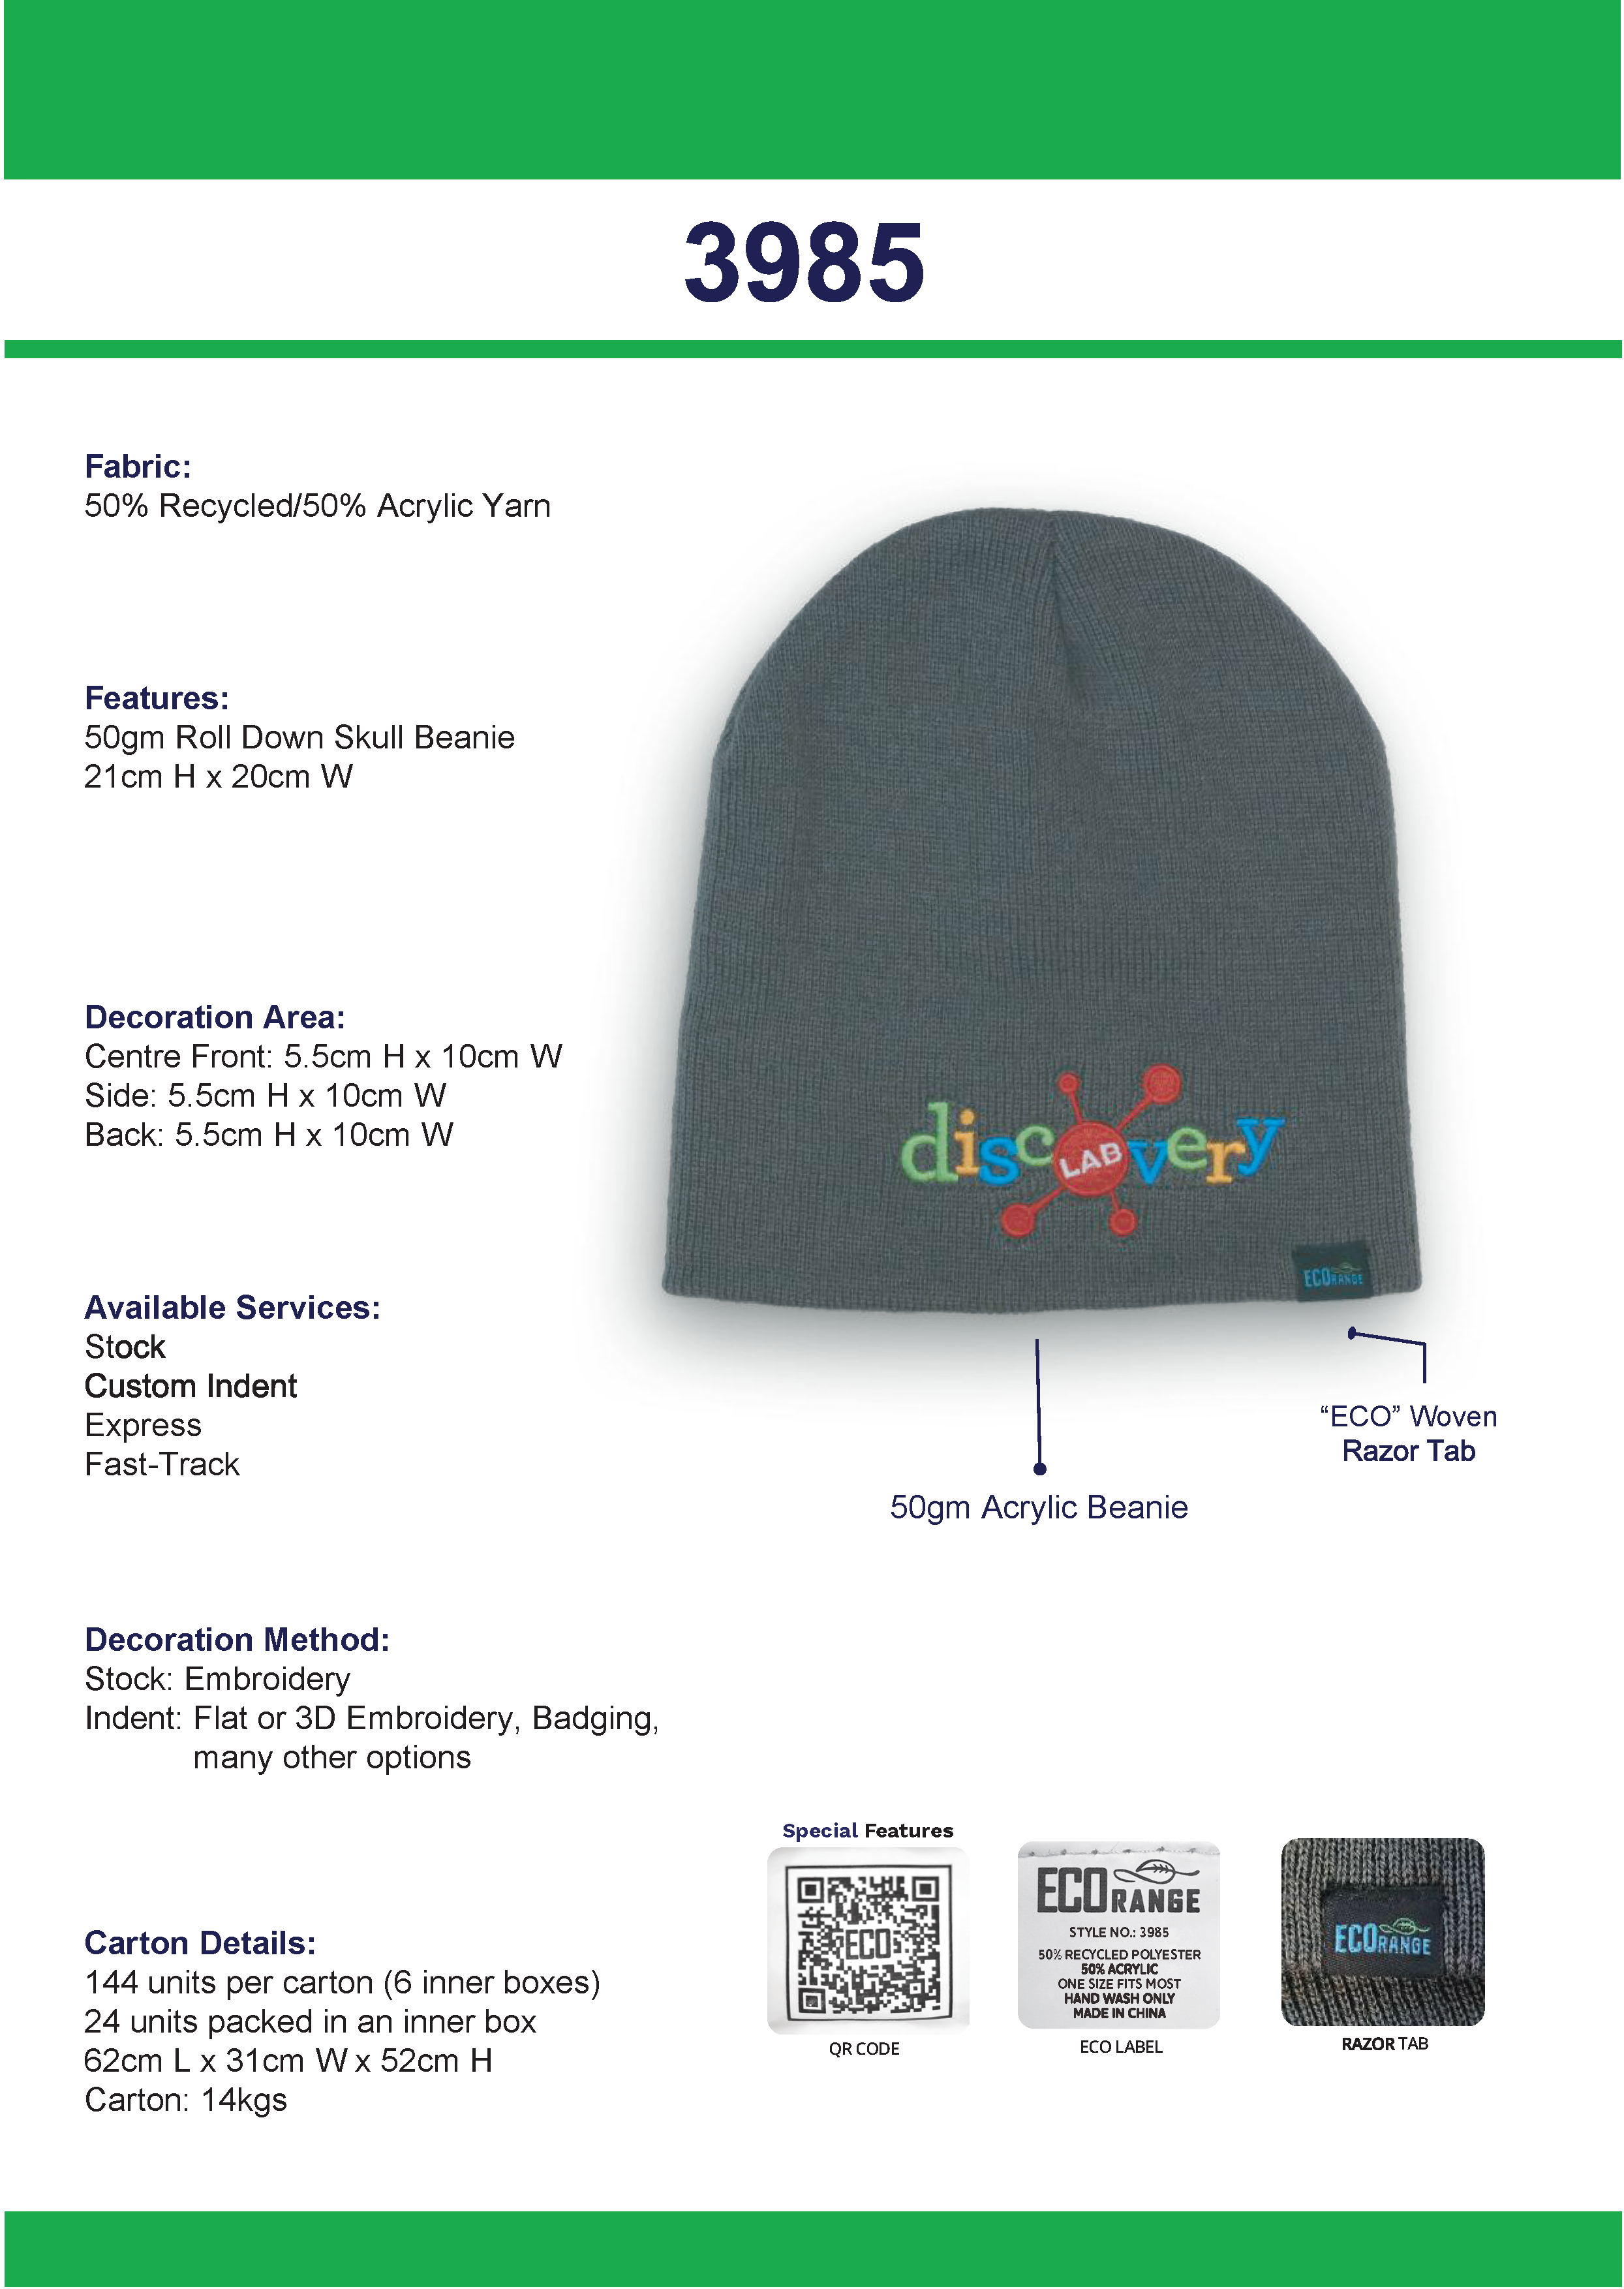 3985
Fabric:
50% Recycled/50% Acrylic Yarn
Features:
50gm Roll Down Skull Beanie
21cm H x 20cm W
Decoration Area:
Centre Front: 5.5cm H x 10cm W
Side: 5.5cm H x 10cm W
Back: 5.5cm H x 10cm W
Available Services:
Stock
Custom Indent
Express
Fast-Track
discovery
LAB
ECORANGE
"ECO" Woven
Razor Tab
50gm Acrylic Beanie
Decoration Method:
Stock: Embroidery
Indent: Flat or 3D Embroidery, Badging,
many other options
Carton Details:
144 units per carton (6 inner boxes)
24 units packed in an inner box
62cm L x 31cm W x 52cm H
Carton: 14kgs
Special Features
ECO
QR CODE
ECORANGE
STYLE NO.: 3985
50% RECYCLED POLYESTER
50% ACRYLIC
ONE SIZE FITS MOST
HAND WASH ONLY
MADE IN CHINA
ECO LABEL
ECORANGE
RAZOR TAB